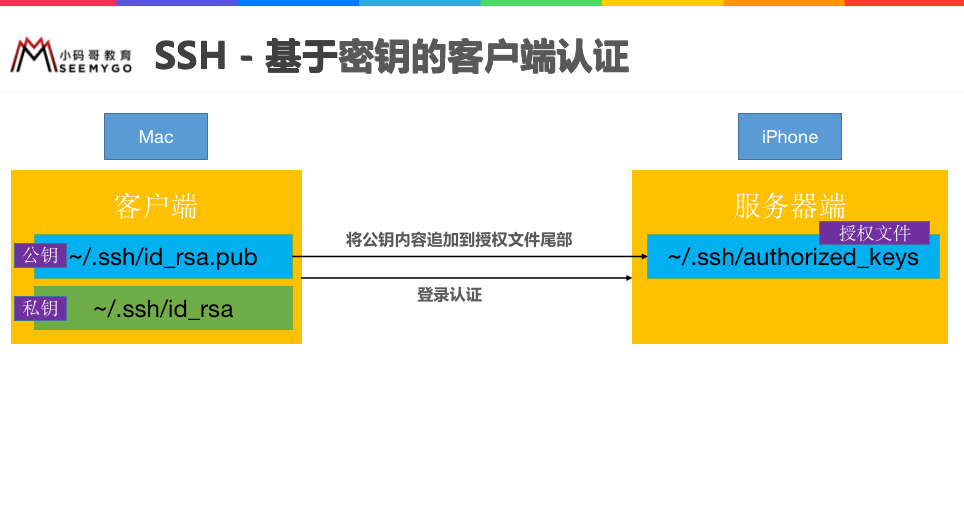 小码哥教育
SEEMYGO
SSH - 基于密钥的客户端认证
Mac
iPhone
客户端
服务器端
公钥
~/.ssh/id_rsa.pub
将公钥内容追加到授权文件尾部
授权文件
~/.ssh/authorized_keys
登录认证
私钥
~/.ssh/id_rsa